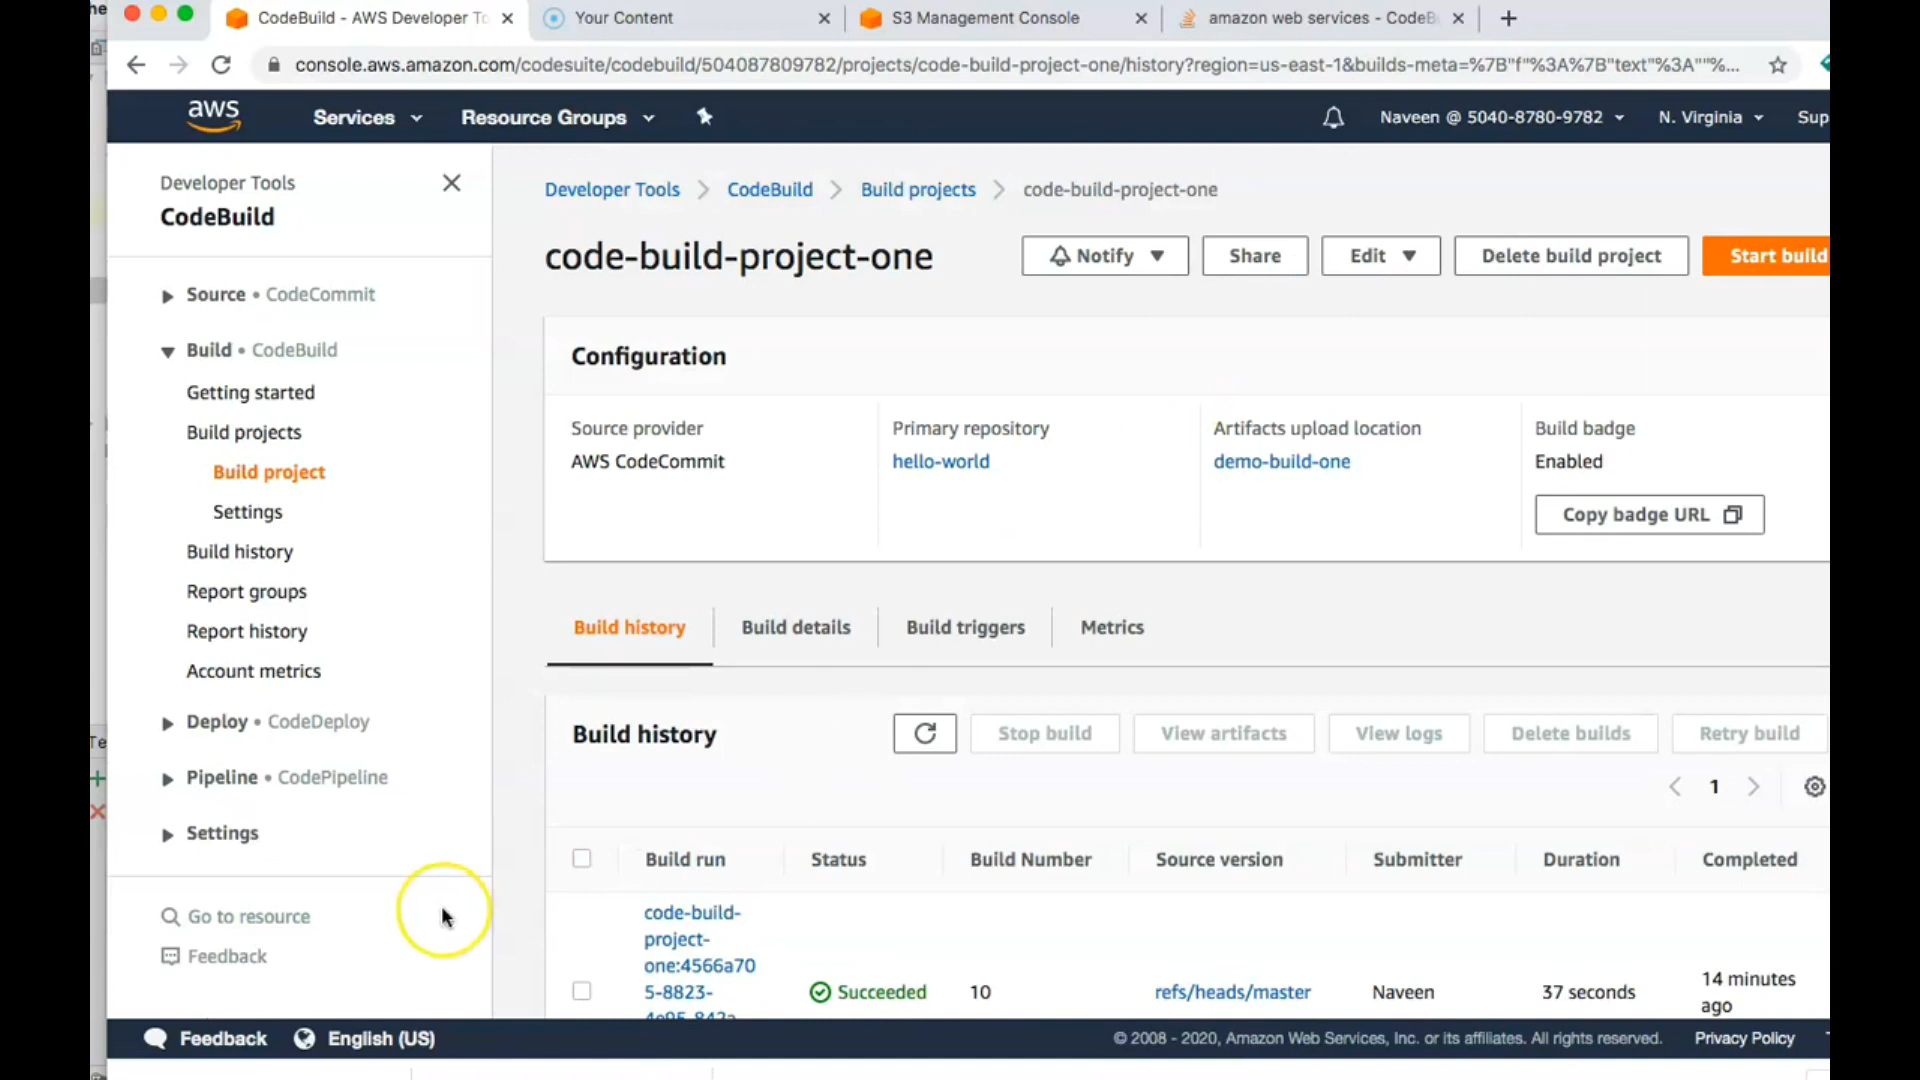 CodeBuild - AWS Developer To
Your Content
S3 Management Console
amazon web services - CodeB
console.aws.amazon.com/codesuite/codebuild/504087809782/projects/code-build-project-one/history?region=us-east-1&builds-meta=%7B"f"%3A%7B"text"%3A""%...
aws
Services
Resource Groups
Naveen @ 5040-8780-9782
N. Virginia
Sup
Developer Tools
CodeBuild
Source • CodeCommit
Build • CodeBuild
Getting started
Build projects
Build project
Settings
Build history
Report groups
Report history
Account metrics
Deploy • CodeDeploy
Pipeline • CodePipeline
Settings
Go to resource
Feedback
Developer Tools > CodeBuild > Build projects > code-build-project-one
code-build-project-one
Notify
Share
Edit
Delete build project
Start build
Configuration
Source provider
AWS CodeCommit
Primary repository
hello-world
Artifacts upload location
demo-build-one
Build badge
Enabled
Copy badge URL
Build history
Build details
Build triggers
Metrics
Build history
Stop build
View artifacts
View logs
Delete builds
Retry build
1
Build run
Status
Build Number
Source version
Submitter
Duration
Completed
code-build-
project-
one:4566a70
5-8823-
4e95-842a
Succeeded
10
refs/heads/master
Naveen
37 seconds
14 minutes
ago
Feedback
English (US)
© 2008 - 2020, Amazon Web Services, Inc. or its affiliates. All rights reserved.
Privacy Policy